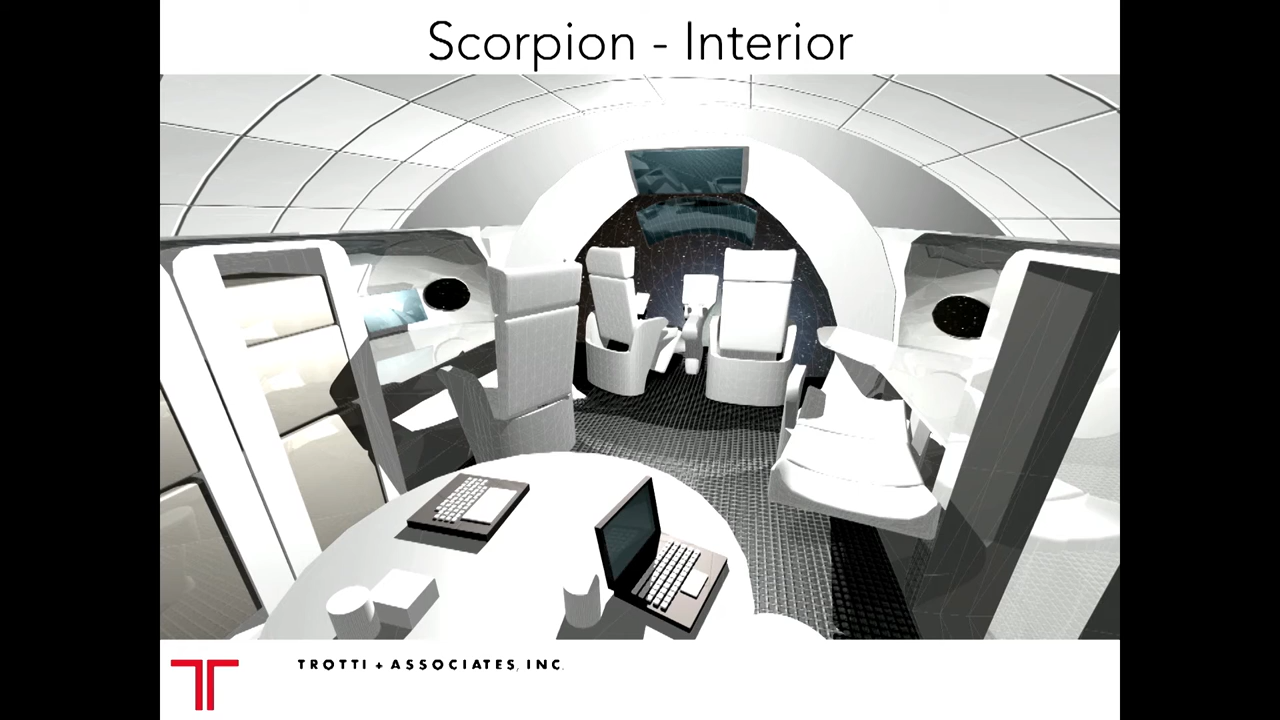 Scorpion - Interior
TROTTI + ASSOCIATES, INC.